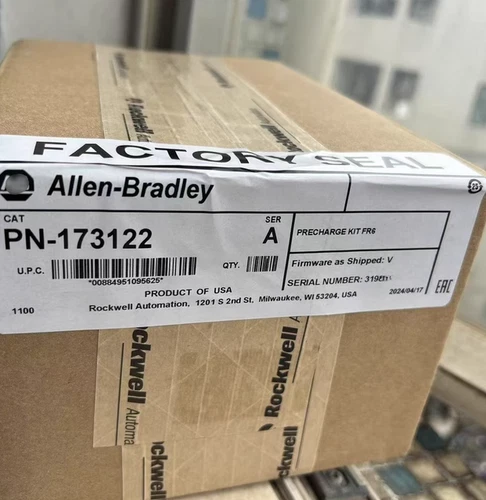 FACTORY SEAL
Allen-Bradley
CAT
PN-173122
SER
A
PRECHARGE KIT FR6
U.P.C.
*00884951095625*
QTY.
Firmware as Shipped: V
SERIAL NUMBER:
PRODUCT OF USA
Rockwell Automation, 1201 S 2nd St, Milwaukee, WI 53204, USA
2024/04/17
EAC
1100
Rockwell
Rockwell
Automa
Rockwell
Rockwell